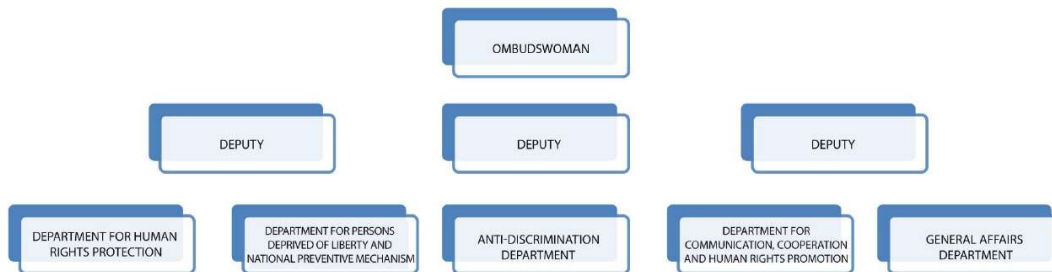 OMBUDSWOMAN
DEPUTY
DEPUTY
DEPUTY
DEPARTMENT FOR HUMAN
RIGHTS PROTECTION
DEPARTMENT FOR PERSONS
DEPRIVED OF LIBERTY AND
NATIONAL PREVENTIVE MECHANISM
ANTI-DISCRIMINATION
DEPARTMENT
DEPARTMENT FOR
COMMUNICATION, COOPERATION
AND HUMAN RIGHTS PROMOTION
GENERAL AFFAIRS
DEPARTMENT